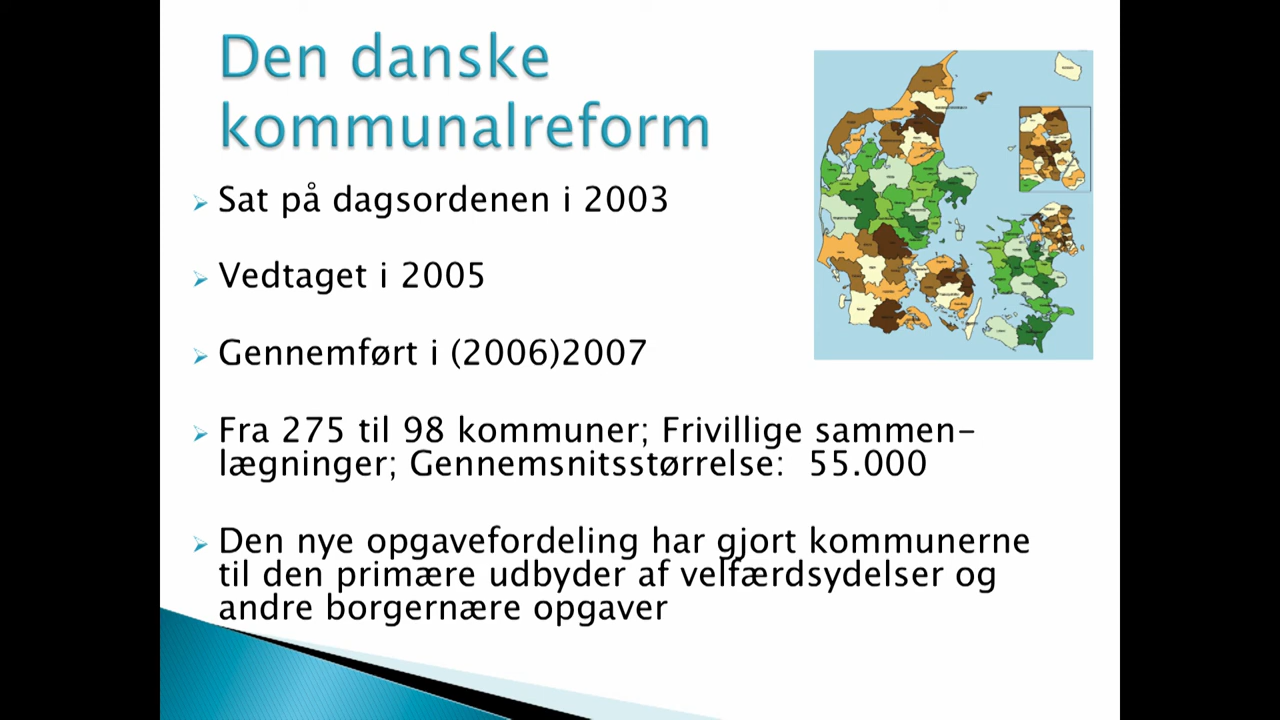 Den danske
kommunalreform
Sat på dagsordenen i 2003
Vedtaget i 2005
Gennemført i (2006)2007
Fra 275 til 98 kommuner; Frivillige sammen-
lægninger; Gennemsnitsstørrelse: 55.000
Den nye opgavefordeling har gjort kommunerne
til den primære udbyder af velfærdsydelser og
andre borgernære opgaver